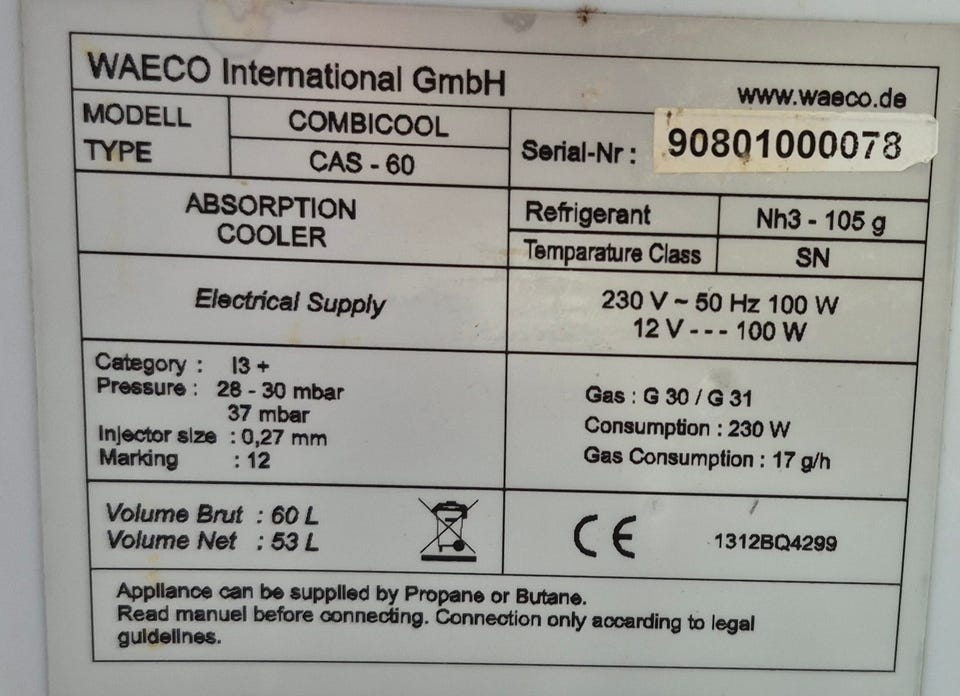 WAECO International GmbH
www.waeco.de
MODELL
TYPE
COMBICOOL
CAS - 60
Serial-Nr :
90801000078
ABSORPTION
COOLER
Refrigerant
Nh3 - 105 g
Temparature Class
SN
Electrical Supply
230 V ~ 50 Hz 100 W
12 V --- 100 W
Category : I3 +
Pressure : 28 - 30 mbar
37 mbar
Injector size : 0,27 mm
Marking : 12
Gas : G 30 / G 31
Consumption : 230 W
Gas Consumption : 17 g/h
Volume Brut : 60 L
Volume Net : 53 L
CE
1312BQ4299
Appliance can be supplied by Propane or Butane.
Read manuel before connecting. Connection only according to legal
guidelines.